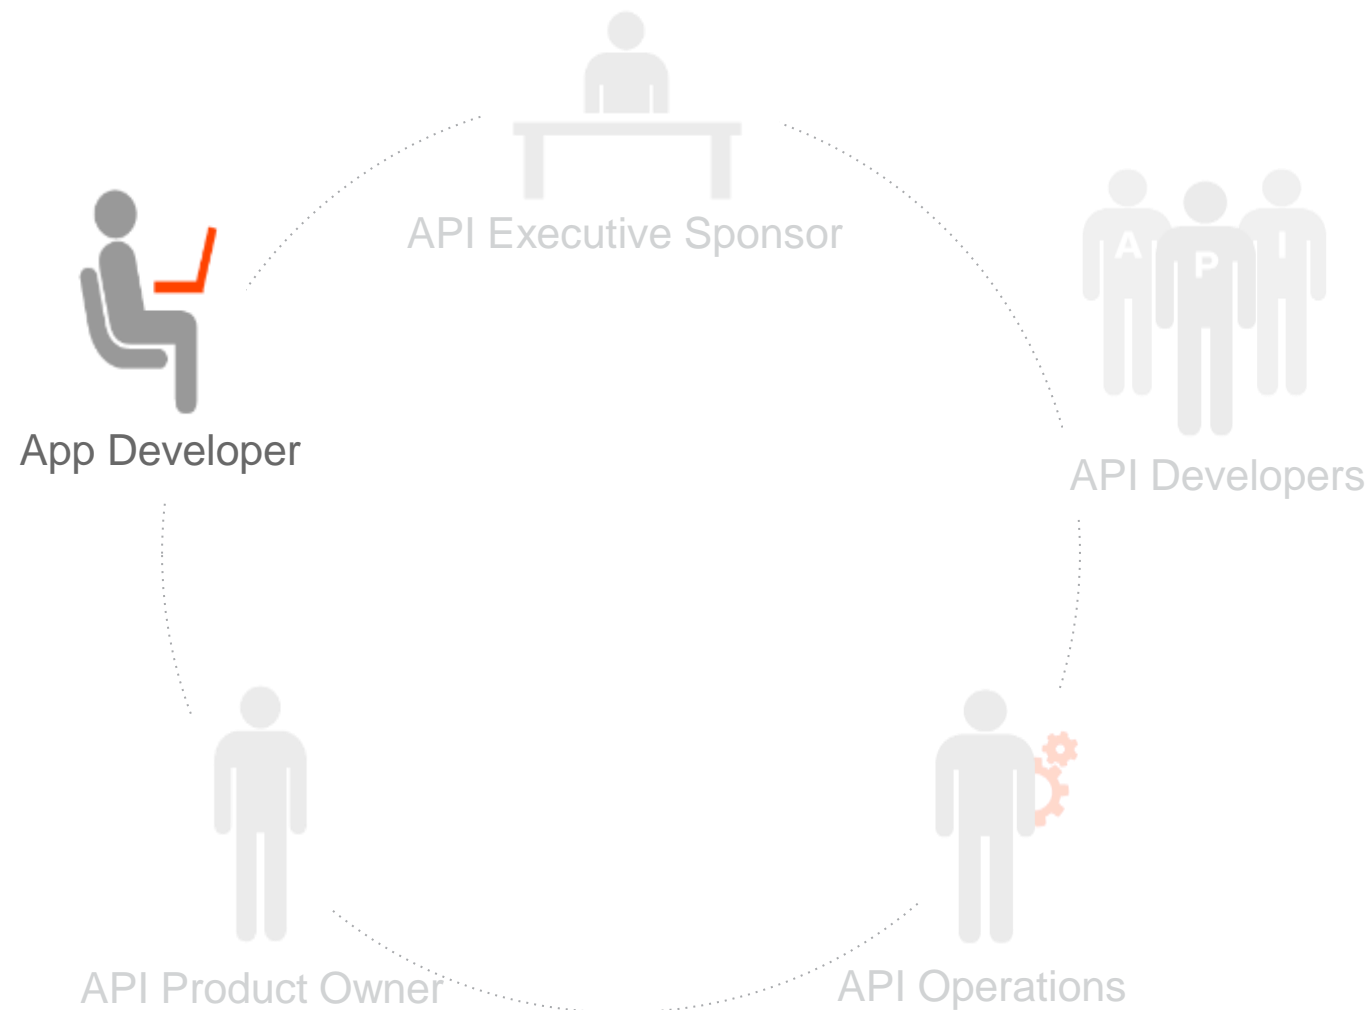 API Executive Sponsor
A P I
App Developer
API Developers
API Product Owner
API Operations